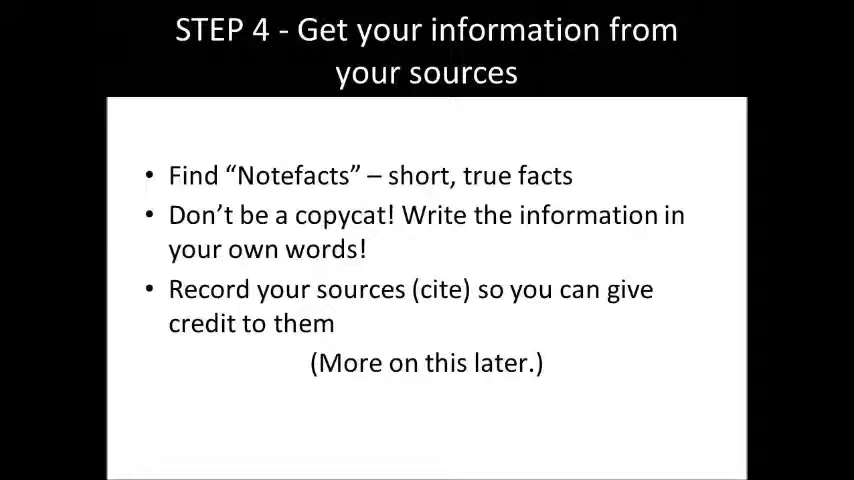 STEP 4 - Get your information from
your sources
• Find “Notefacts” – short, true facts
• Don’t be a copycat! Write the information in
your own words!
• Record your sources (cite) so you can give
credit to them
(More on this later.)